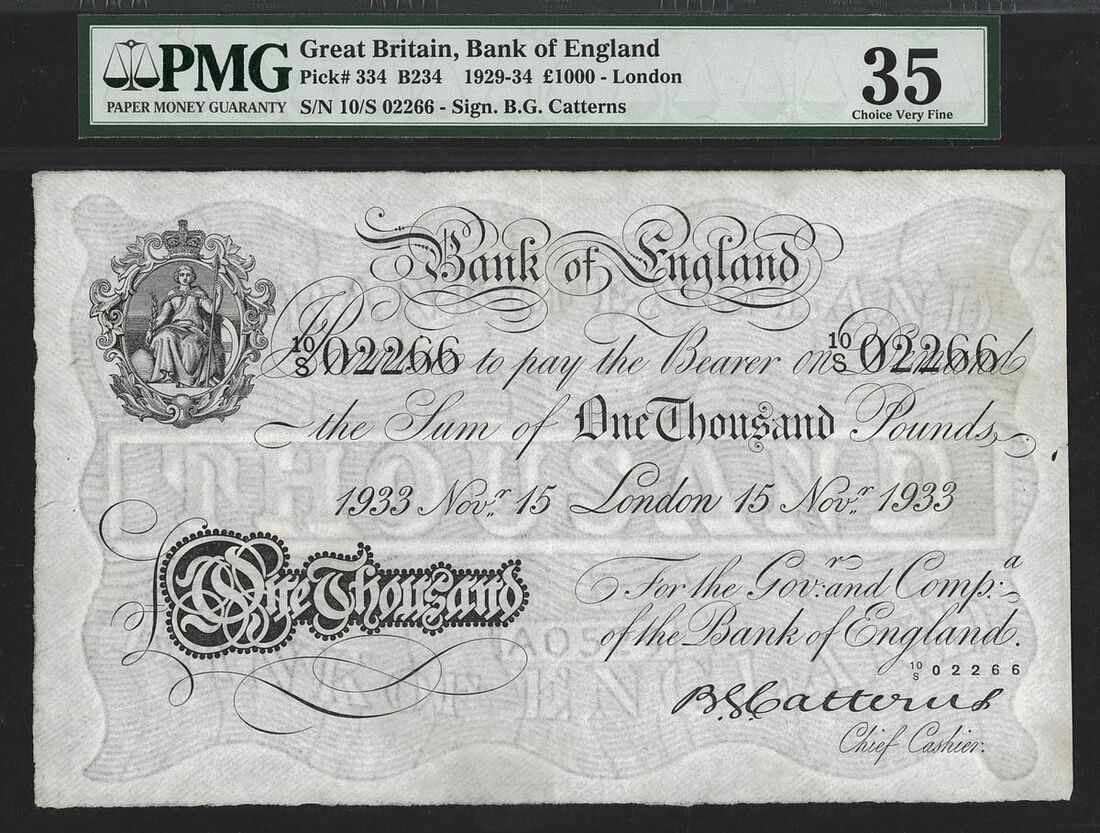 PMG
PAPER MONEY GUARANTY
Great Britain, Bank of England
Pick# 334 B234 1929-34 £1000 - London
S/N 10/S 02266 - Sign. B.G. Catterns
35
Choice Very Fine
Bank of England
10/S 02266 to pay the Bearer on 10/S 02266
the Sum of One Thousand Pounds.
1933 Novr. 15 London 15 Novr. 1933
THOUSAND
One Thousand
For the Govr. and Compa.
of the Bank of England.
10/S 02266
B.G. Catterns
Chief Cashier.